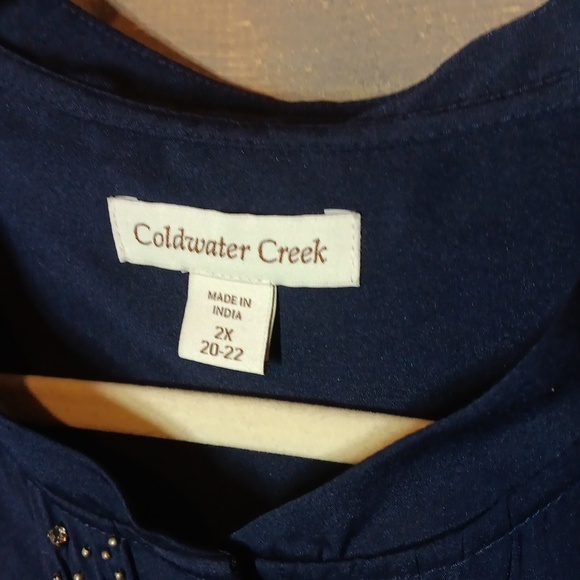 Coldwater Creek
MADE IN
INDIA
2X
20-22